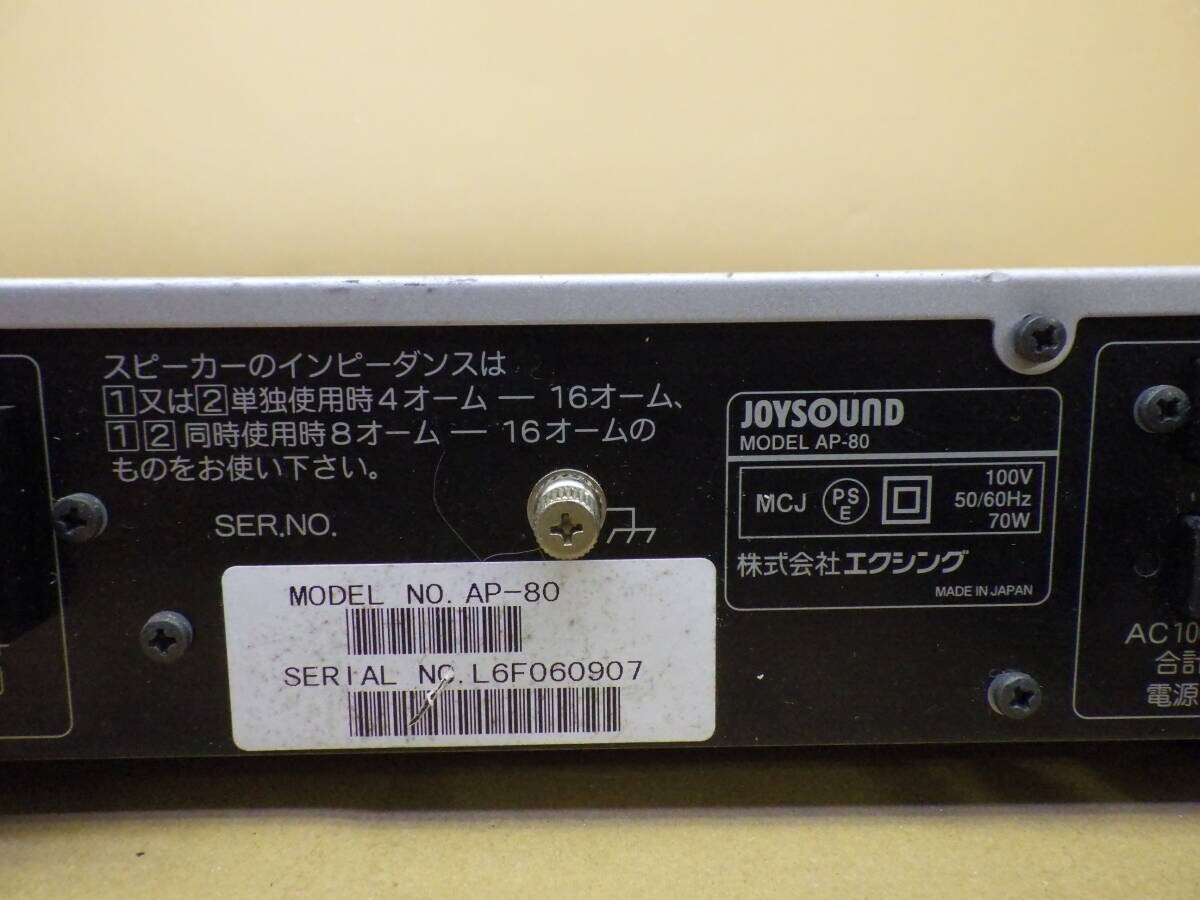 スピーカーのインピーダンスは
1又は2単独使用時4オーム — 16オーム、
12同時使用時8オーム — 16オームの
ものをお使い下さい。
SER.NO.
MODEL NO. AP-80
SERIAL NO. L6F060907
JOYSOUND
MODEL AP-80
MCJ
PS
E
100V
50/60Hz
70W
株式会社エクシング
MADE IN JAPAN
AC 10
合計
電源